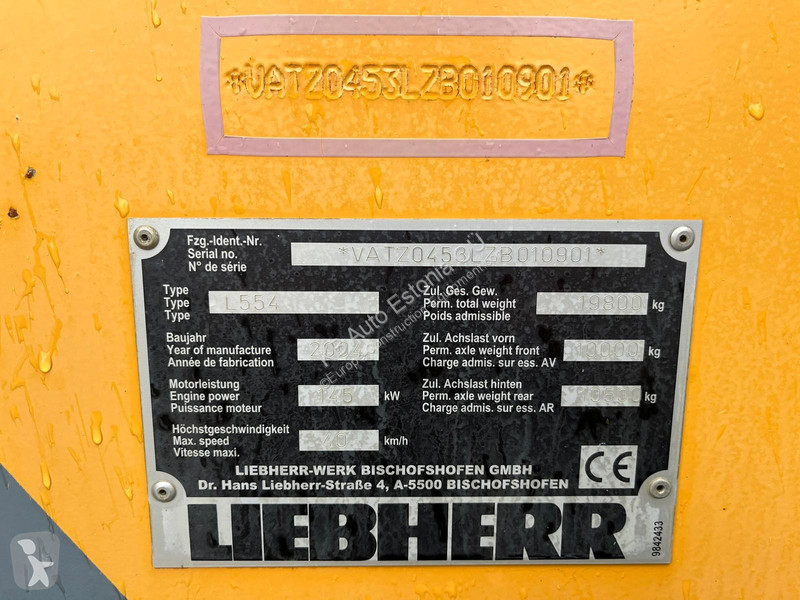 *VATZ0453LZB010901*
Fzg.-Ident.-Nr.
Serial no.
N° de série
*VATZ0453LZB010901*
Type
Type
Type
L554
Zul. Ges. Gew.
Perm. total weight
Poids admissible
19800 kg
Baujahr
Year of manufacture
Année de fabrication
2004
Zul. Achslast vorn
Perm. axle weight front
Charge admis. sur ess. AV
kg
Motorleistung
Engine power
Puissance moteur
145 kW
Zul. Achslast hinten
Perm. axle weight rear
Charge admis. sur ess. AR
kg
Höchstgeschwindigkeit
Max. speed
Vitesse maxi.
km/h
LIEBHERR-WERK BISCHOFSHOFEN GMBH
Dr. Hans Liebherr-Straße 4, A-5500 BISCHOFSHOFEN
CE
LIEBHERR
9842433
Auto Estonia OÜ